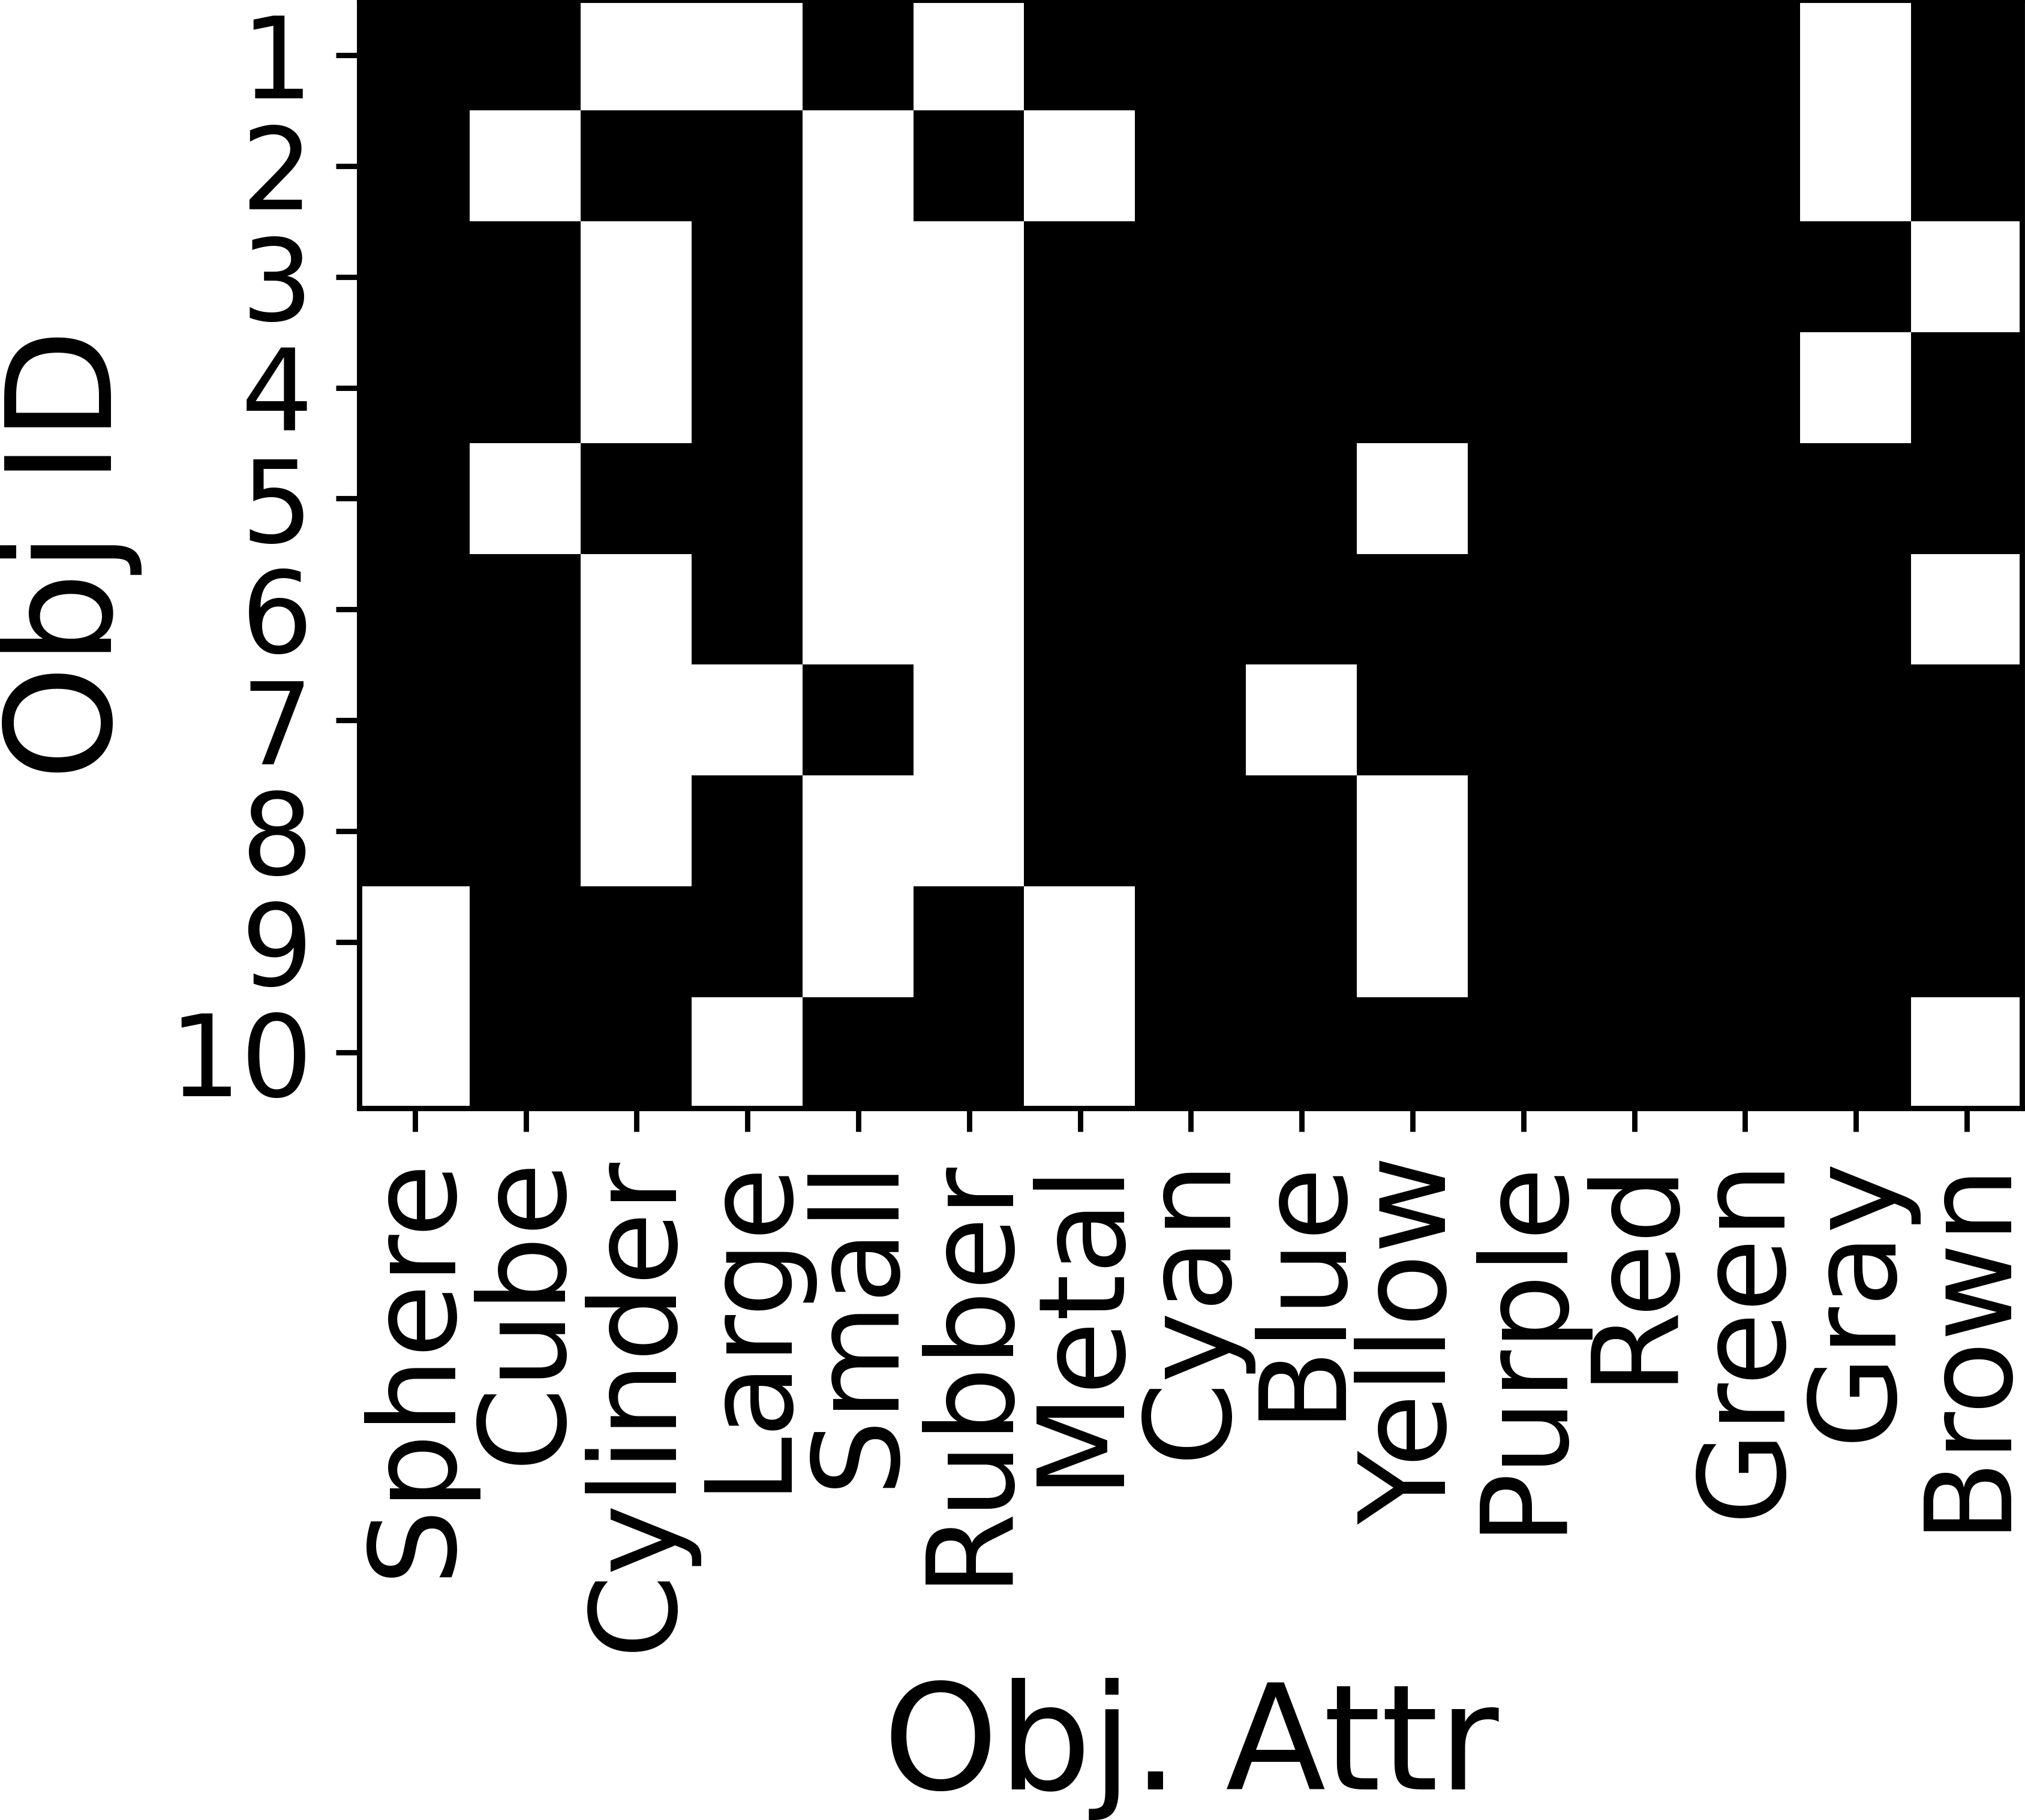 Obj ID
1
2
3
4
5
6
7
8
9
10
Sphere
Cube
Cylinder
Large
Small
Rubber
Metal
Cyan
Blue
Yellow
Purple
Red
Green
Gray
Brown
Obj. Attr